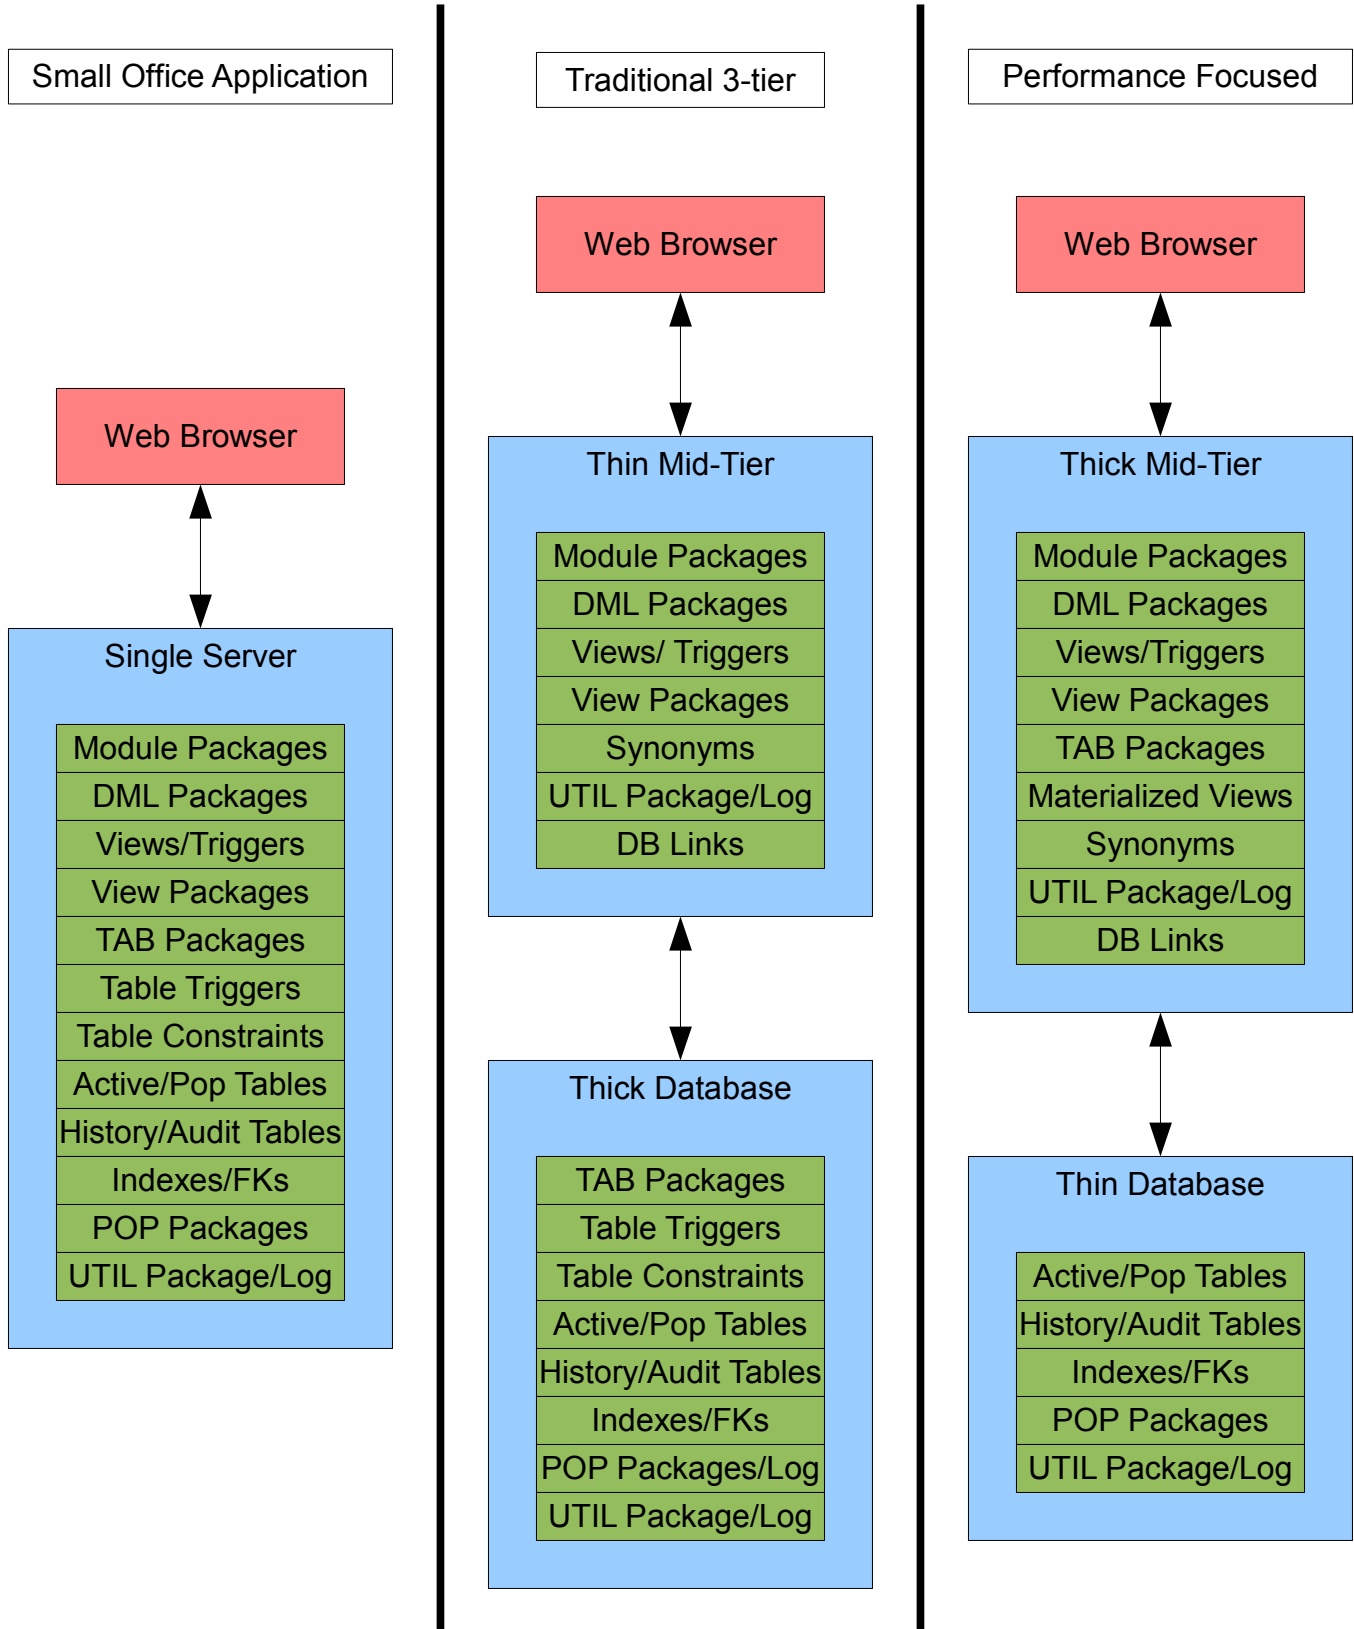 Small Office Application
Web Browser
Single Server
Module Packages
DML Packages
Views/Triggers
View Packages
TAB Packages
Table Triggers
Table Constraints
Active/Pop Tables
History/Audit Tables
Indexes/FKs
POP Packages
UTIL Package/Log
Traditional 3-tier
Web Browser
Thin Mid-Tier
Module Packages
DML Packages
Views/ Triggers
View Packages
Synonyms
UTIL Package/Log
DB Links
Thick Database
TAB Packages
Table Triggers
Table Constraints
Active/Pop Tables
History/Audit Tables
Indexes/FKs
POP Packages/Log
UTIL Package/Log
Performance Focused
Web Browser
Thick Mid-Tier
Module Packages
DML Packages
Views/Triggers
View Packages
TAB Packages
Materialized Views
Synonyms
UTIL Package/Log
DB Links
Thin Database
Active/Pop Tables
History/Audit Tables
Indexes/FKs
POP Packages
UTIL Package/Log